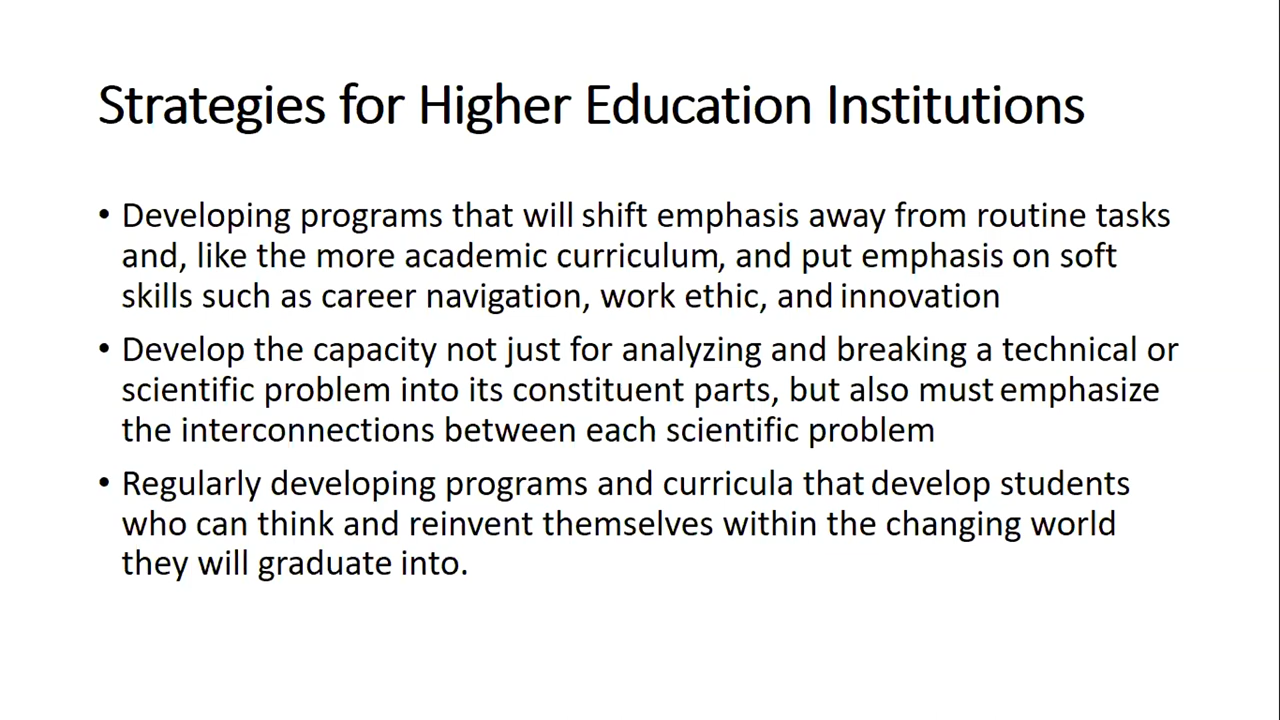 Strategies for Higher Education Institutions
• Developing programs that will shift emphasis away from routine tasks
and, like the more academic curriculum, and put emphasis on soft
skills such as career navigation, work ethic, and innovation
• Develop the capacity not just for analyzing and breaking a technical or
scientific problem into its constituent parts, but also must emphasize
the interconnections between each scientific problem
• Regularly developing programs and curricula that develop students
who can think and reinvent themselves within the changing world
they will graduate into.